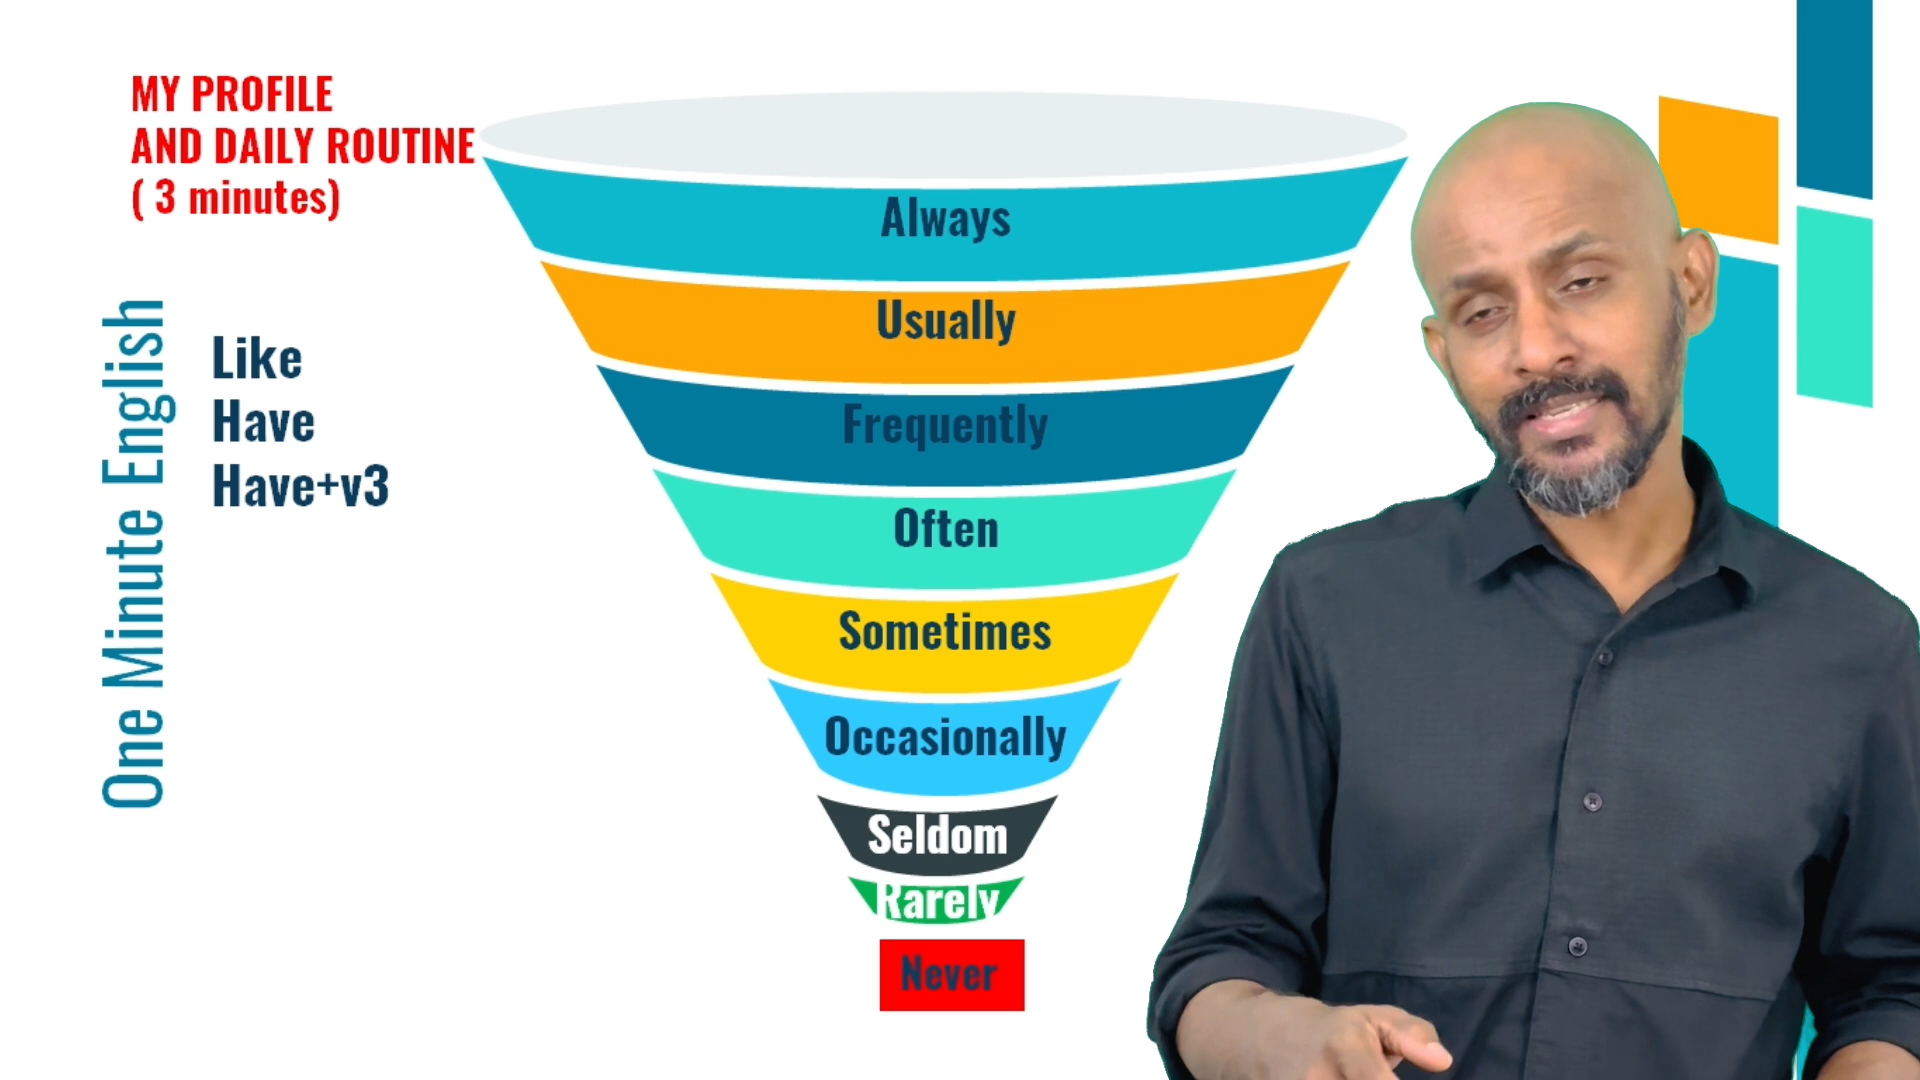 MY PROFILE
AND DAILY ROUTINE
( 3 minutes)
One Minute English
Like
Have
Have+v3
Always
Usually
Frequently
Often
Sometimes
Occasionally
Seldom
Rarely
Never